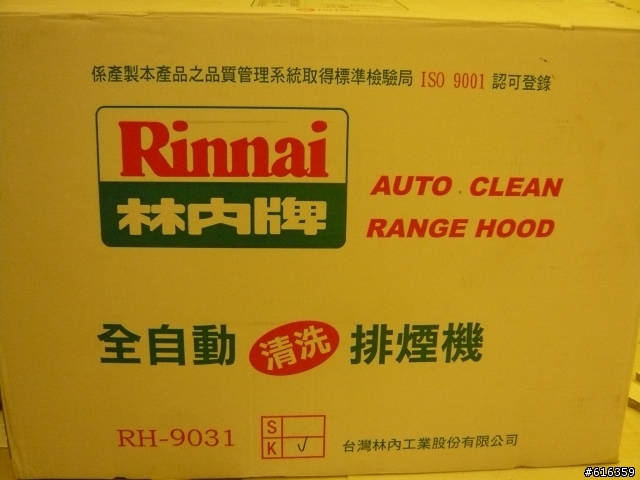 係產製本產品之品質管理系統取得標準檢驗局 ISO 9001 認可登錄
Rinnai
林內牌
AUTO CLEAN
RANGE HOOD
全自動 清洗 排煙機
RH-9031
S
K √
台灣林內工業股份有限公司
#616359